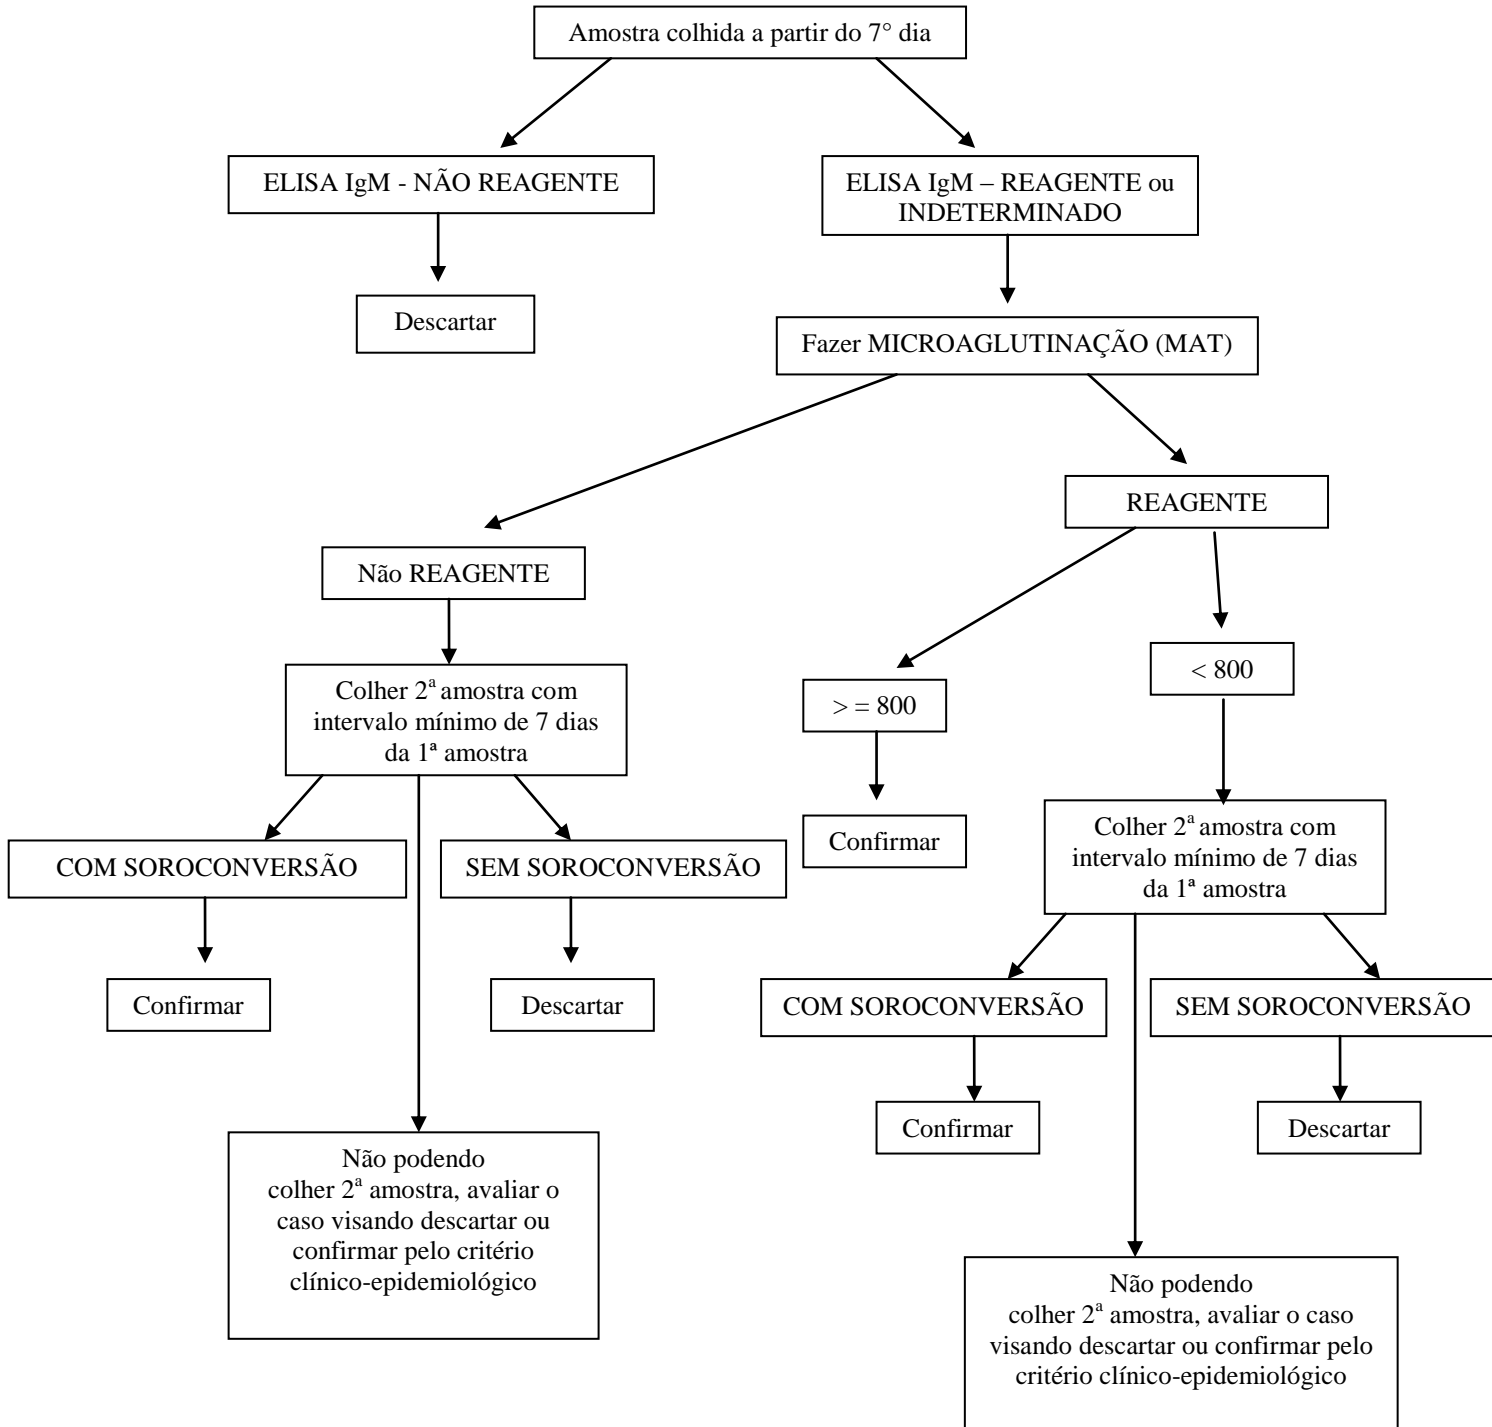 Amostra colhida a partir do 7° dia
ELISA IgM - NÃO REAGENTE
ELISA IgM – REAGENTE ou
INDETERMINADO
Descartar
Fazer MICROAGLUTINAÇÃO (MAT)
REAGENTE
Não REAGENTE
< 800
> = 800
Colher 2ª amostra com
intervalo mínimo de 7 dias
da 1ª amostra
Confirmar
Colher 2ª amostra com
intervalo mínimo de 7 dias
da 1ª amostra
COM SOROCONVERSÃO
SEM SOROCONVERSÃO
Confirmar
Descartar
COM SOROCONVERSÃO
SEM SOROCONVERSÃO
Confirmar
Descartar
Não podendo
colher 2ª amostra, avaliar o
caso visando descartar ou
confirmar pelo critério
clínico-epidemiológico
Não podendo
colher 2ª amostra, avaliar o caso
visando descartar ou confirmar pelo
critério clínico-epidemiológico